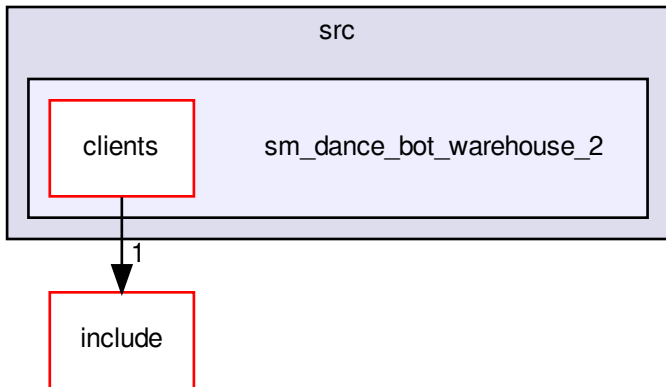 src
clients
sm_dance_bot_warehouse_2
1
include